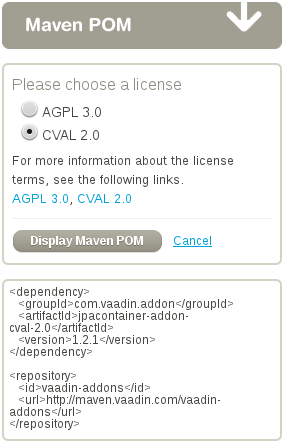 Maven POM
Please choose a license
AGPL 3.0
CVAL 2.0
For more information about the license
terms, see the following links.
AGPL 3.0, CVAL 2.0
Display Maven POM Cancel
<dependency>
<groupId>com.vaadin.addon</groupId>
<artifactId>jpacontainer-addon-
cval-2.0</artifactId>
<version>1.2.1</version>
</dependency>
<repository>
<id>vaadin-addons</id>
<url>http://maven.vaadin.com/vaadin-
addons</url>
</repository>